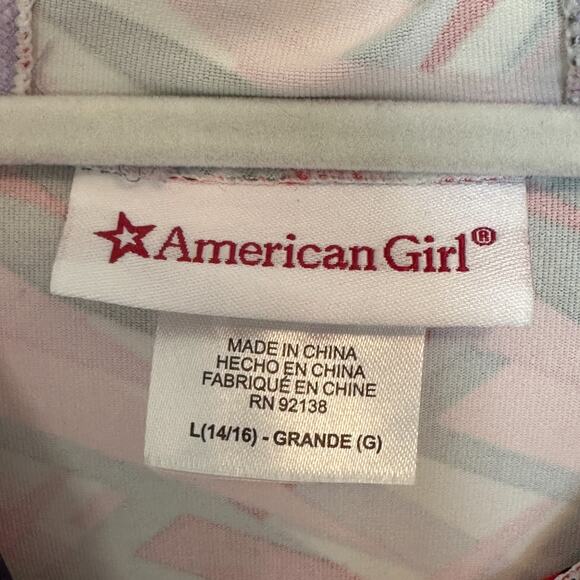 American Girl®
MADE IN CHINA
HECHO EN CHINA
FABRIQUÉ EN CHINE
RN 92138
L(14/16) - GRANDE (G)